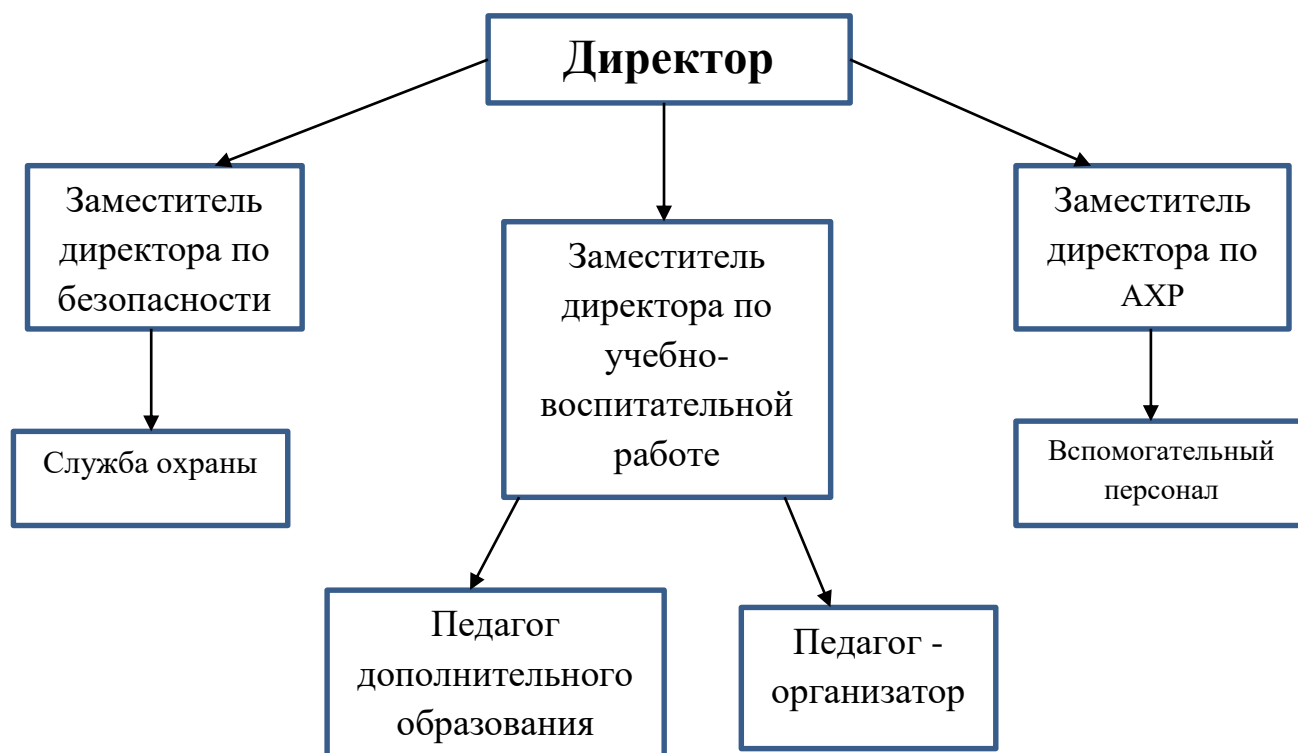 Директор
Заместитель
директора по
безопасности
Заместитель
директора по
учебно-
воспитательной
работе
Заместитель
директора по
АХР
Служба охраны
Вспомогательный
персонал
Педагог
дополнительного
образования
Педагог -
организатор